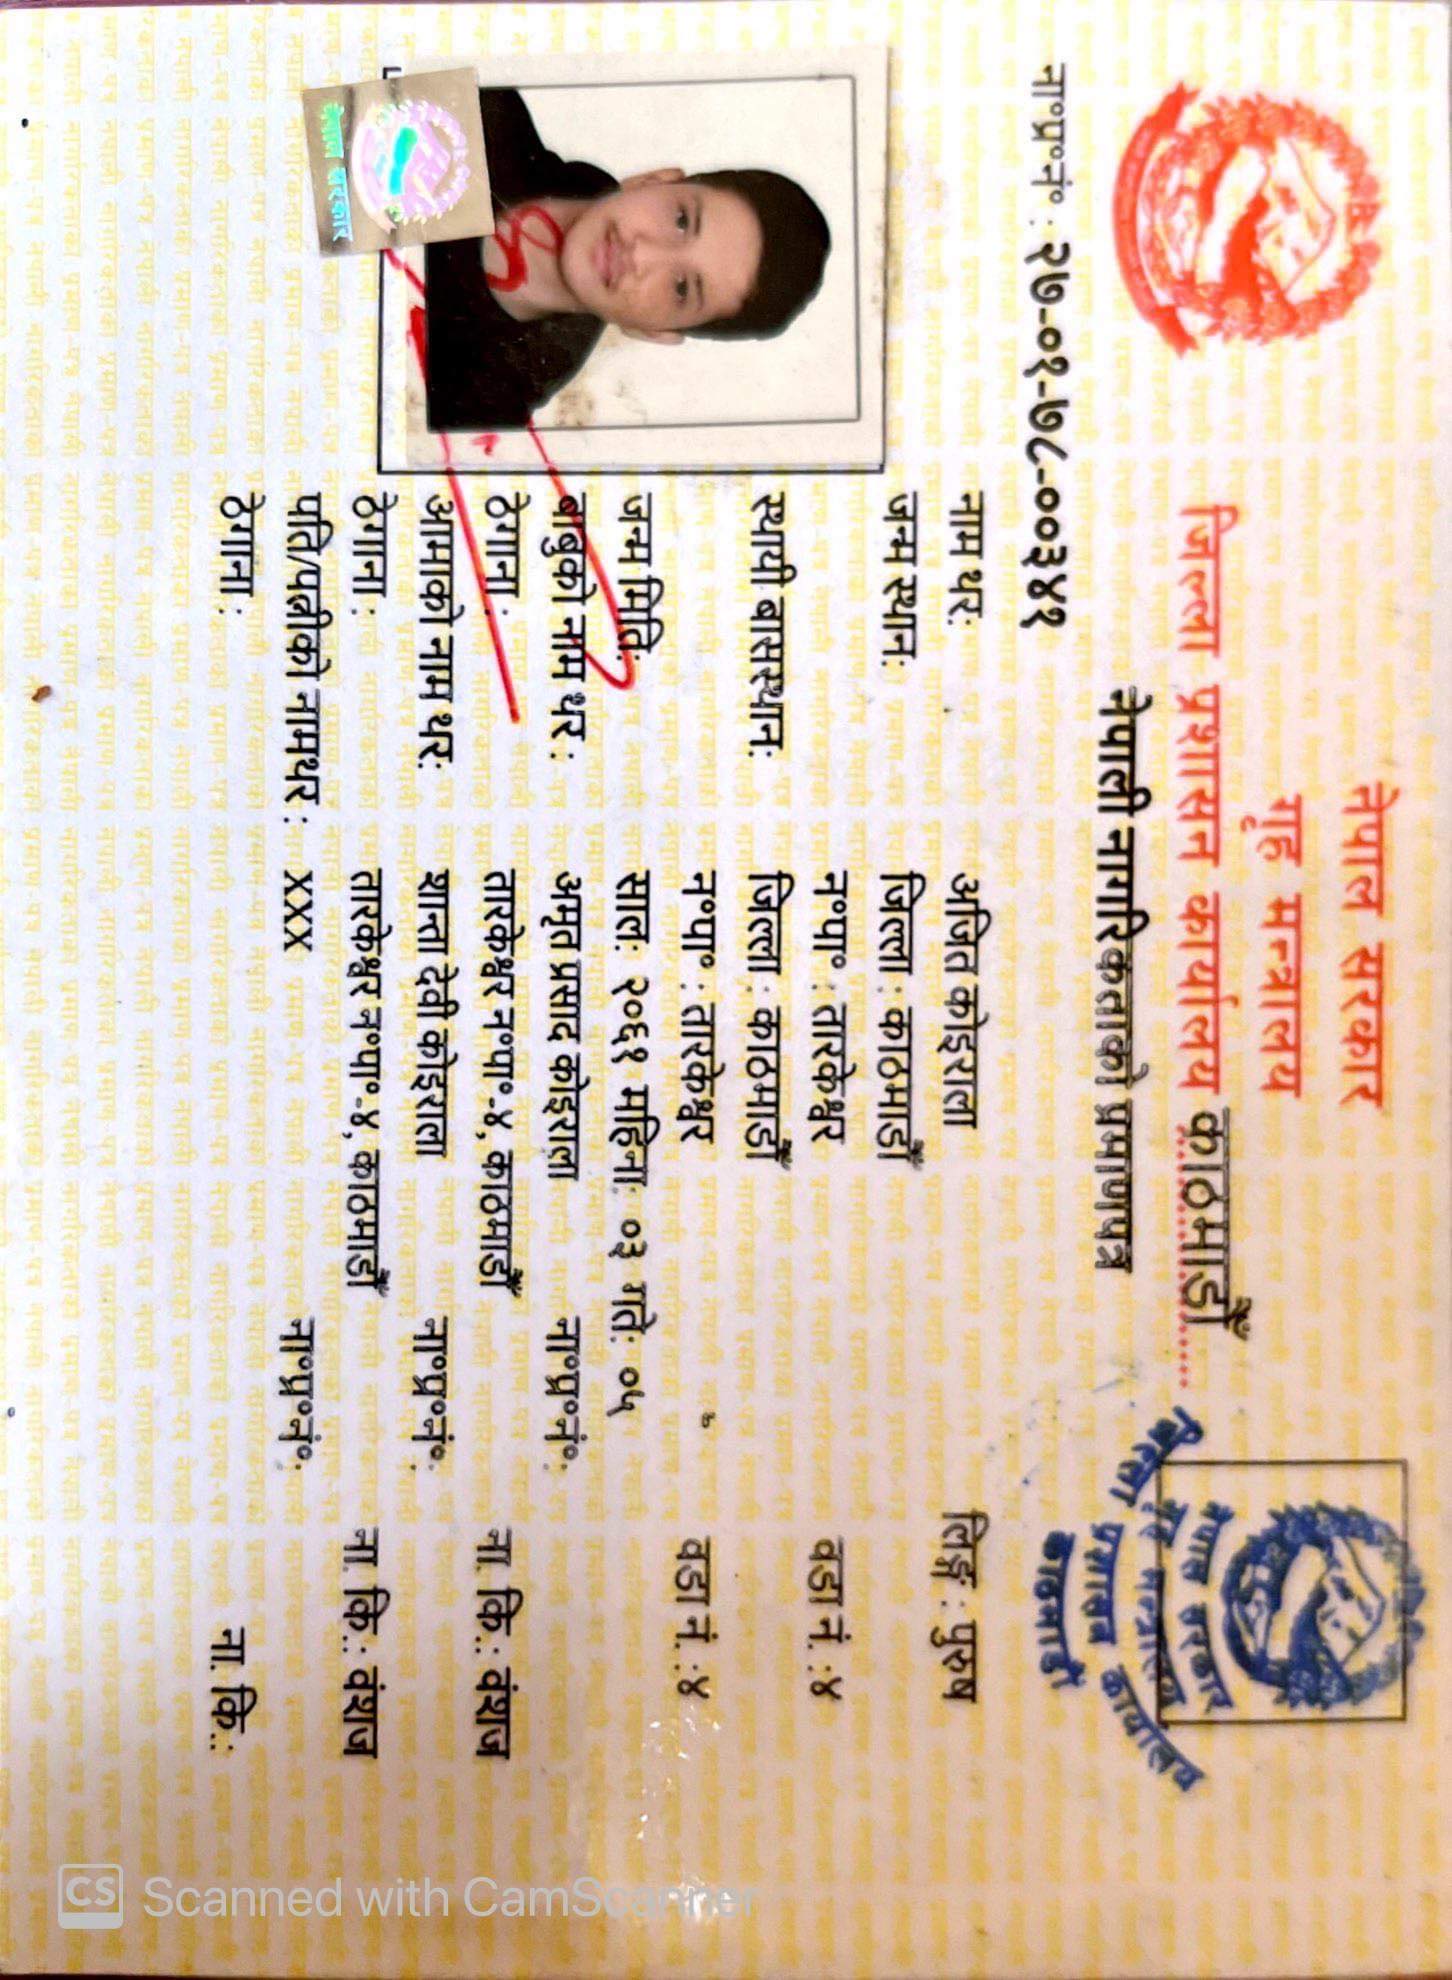 नेपाल सरकार
गृह मन्त्रालय
जिल्ला प्रशासन कार्यालय काठमाडौँ
नेपाली नागरिकताको प्रमाणपत्र
नेपाल सरकार
गृह मन्त्रालय
जिल्ला प्रशासन कार्यालय
काठमाडौं
ना॰प्र॰नं॰ : २७-०१-७८-००३४१
नाम थर: अजित कोइराला लिङ्ग : पुरुष
जन्म स्थान: जिल्ला : काठमाडौँ
न॰पा॰ : तारकेश्वर वडा नं. :४
स्थायी बासस्थान: जिल्ला : काठमाडौँ
न॰पा॰ : तारकेश्वर वडा नं. :४
जन्म मिति: साल: २०६१ महिना: ०३ गते: ०५
बाबुको नाम थर : अमृत प्रसाद कोइराला ना॰प्र॰नं॰:
ठेगाना : तारकेश्वर न॰पा॰-४, काठमाडौँ ना. कि.: वंशज
आमाको नाम थर: शान्ता देवी कोइराला ना॰प्र॰नं॰:
ठेगाना : तारकेश्वर न॰पा॰-४, काठमाडौँ ना. कि.: वंशज
पति/पत्नीको नामथर : XXX ना॰प्र॰नं॰:
ठेगाना : ना. कि.:
नेपाल सरकार
CS Scanned with CamScanner